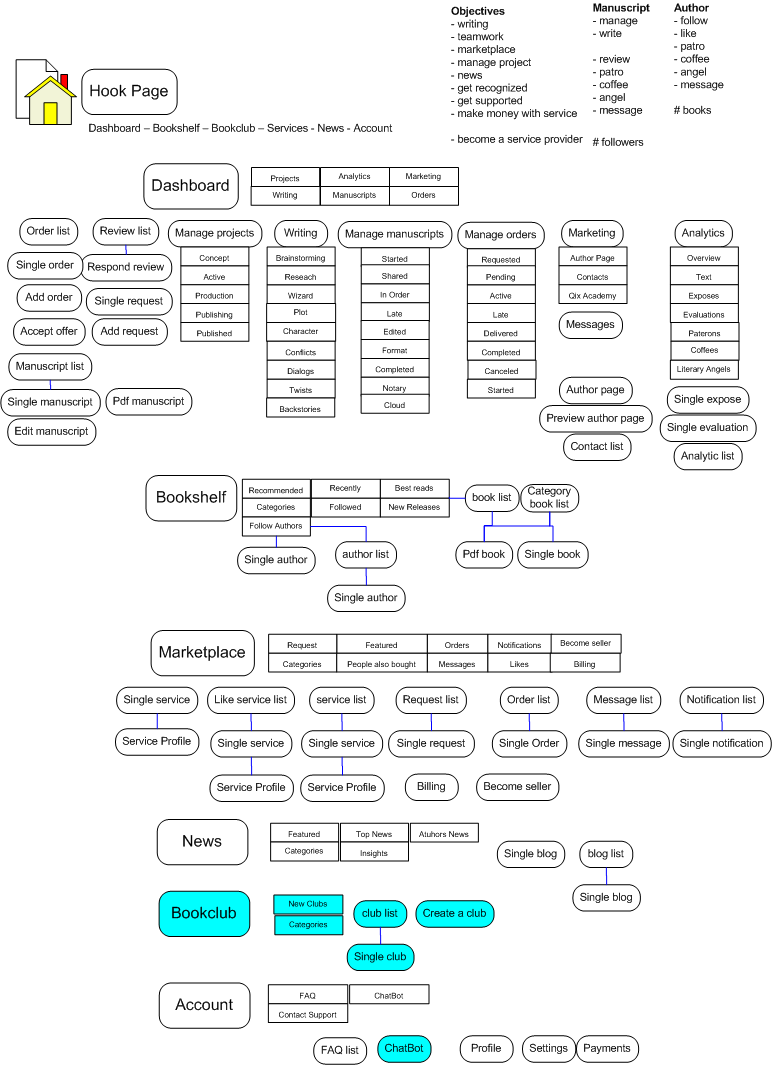 Objectives
- writing
- teamwork
- marketplace
- manage project
- news
- get recognized
- get supported
- make money with service
- become a service provider
Manuscript
- manage
- write
- review
- patro
- coffee
- angel
- message
# followers
Author
- follow
- like
- patro
- coffee
- angel
- message
# books
Hook Page
Dashboard – Bookshelf – Bookclub – Services - News - Account
Dashboard
Projects
Analytics
Marketing
Writing
Manuscripts
Orders
Order list
Single order
Add order
Accept offer
Review list
Respond review
Single request
Add request
Manuscript list
Single manuscript
Edit manuscript
Pdf manuscript
Manage projects
Concept
Active
Production
Publishing
Published
Writing
Brainstorming
Reseach
Wizard
Plot
Character
Conflicts
Dialogs
Twists
Backstories
Manage manuscripts
Started
Shared
In Order
Late
Edited
Format
Completed
Notary
Cloud
Manage orders
Requested
Pending
Active
Late
Delivered
Completed
Canceled
Started
Marketing
Author Page
Contacts
Qix Academy
Messages
Author page
Preview author page
Contact list
Analytics
Overview
Text
Exposes
Evaluations
Paterons
Coffees
Literary Angels
Single expose
Single evaluation
Analytic list
Bookshelf
Recommended
Recently
Best reads
Categories
Followed
New Releases
Follow Authors
Single author
author list
Single author
book list
Category
book list
Pdf book
Single book
Marketplace
Request
Featured
Orders
Notifications
Become seller
Categories
People also bought
Messages
Likes
Billing
Single service
Like service list
service list
Request list
Order list
Message list
Notification list
Service Profile
Single service
Single service
Single request
Single Order
Single message
Single notification
Service Profile
Service Profile
Billing
Become seller
News
Featured
Top News
Atuhors News
Categories
Insights
Single blog
blog list
Single blog
Bookclub
New Clubs
Categories
club list
Create a club
Single club
Account
FAQ
ChatBot
Contact Support
FAQ list
ChatBot
Profile
Settings
Payments